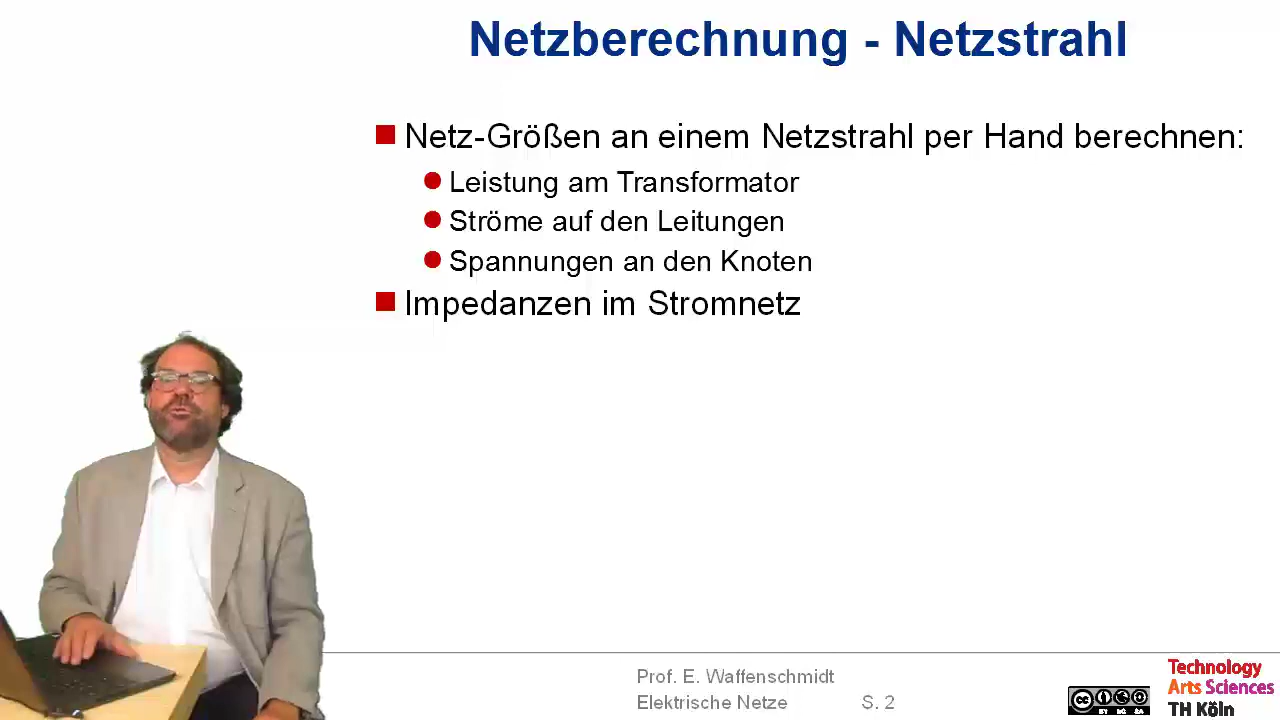 Netzberechnung - Netzstrahl
Netz-Größen an einem Netzstrahl per Hand berechnen:
Leistung am Transformator
Ströme auf den Leitungen
Spannungen an den Knoten
Impedanzen im Stromnetz
Prof. E. Waffenschmidt
Elektrische Netze S. 2
Technology
Arts Sciences
TH Köln